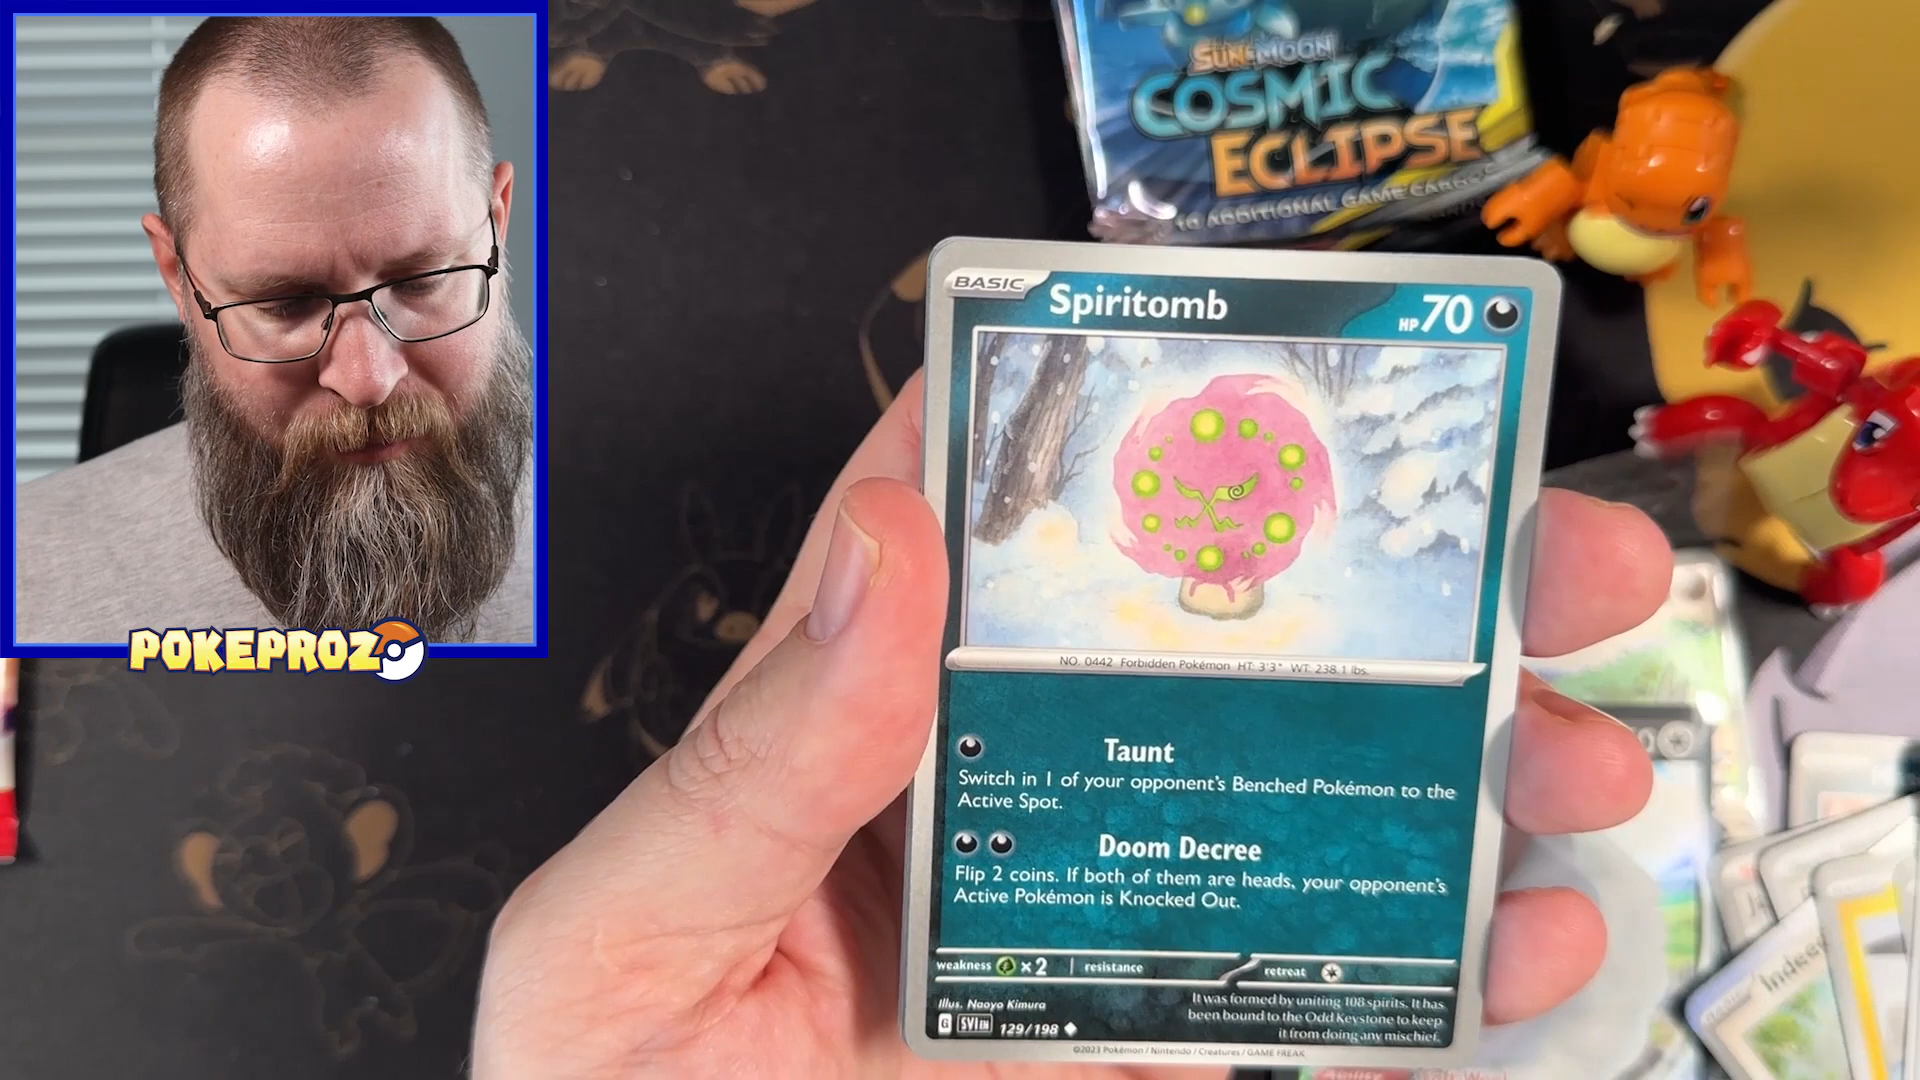 SUN & MOON
COSMIC
ECLIPSE
10 ADDITIONAL GAME CARDS
POKEPROZ
BASIC
Spiritomb
HP 70
NO. 0442 Forbidden Pokémon HT: 3'3" WT: 238.1 lbs.
Taunt
Switch in 1 of your opponent's Benched Pokémon to the
Active Spot.
Doom Decree
Flip 2 coins. If both of them are heads, your opponent's
Active Pokémon is Knocked Out.
weakness ×2 resistance retreat
Illus. Naoyo Kimura
G SVI EN 129/198
It was formed by uniting 108 spirits. It has
been bound to the Odd Keystone to keep
it from doing any mischief.
©2023 Pokémon / Nintendo / Creatures / GAME FREAK
Indee